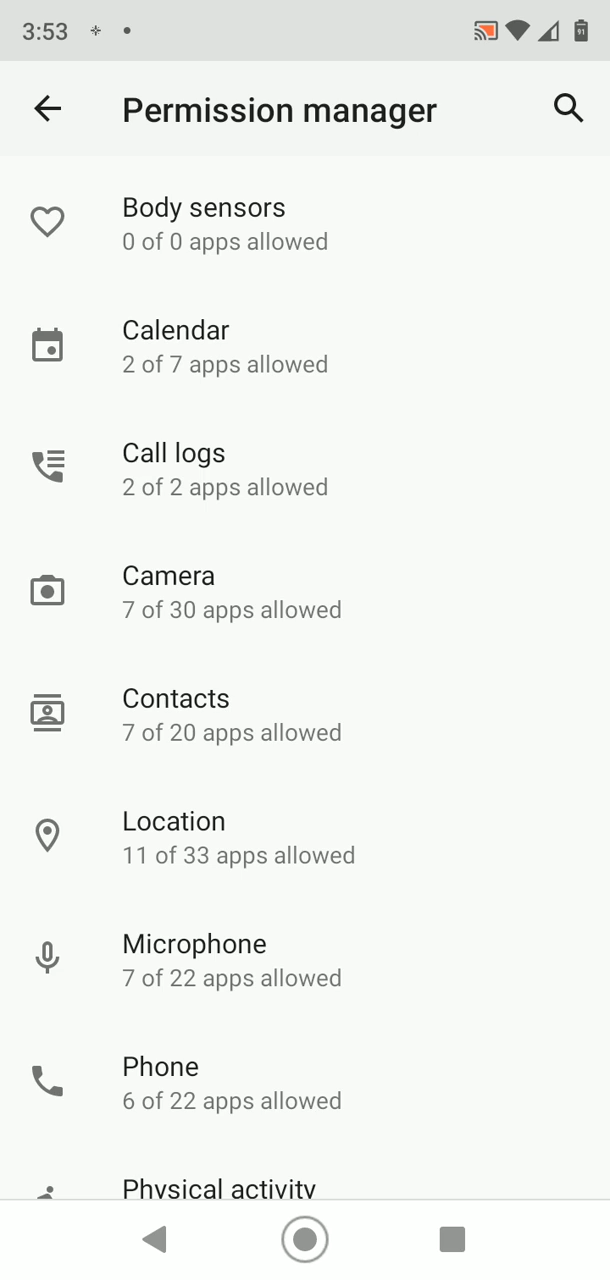 3:53
91
Permission manager
Body sensors
0 of 0 apps allowed
Calendar
2 of 7 apps allowed
Call logs
2 of 2 apps allowed
Camera
7 of 30 apps allowed
Contacts
7 of 20 apps allowed
Location
11 of 33 apps allowed
Microphone
7 of 22 apps allowed
Phone
6 of 22 apps allowed
Physical activity